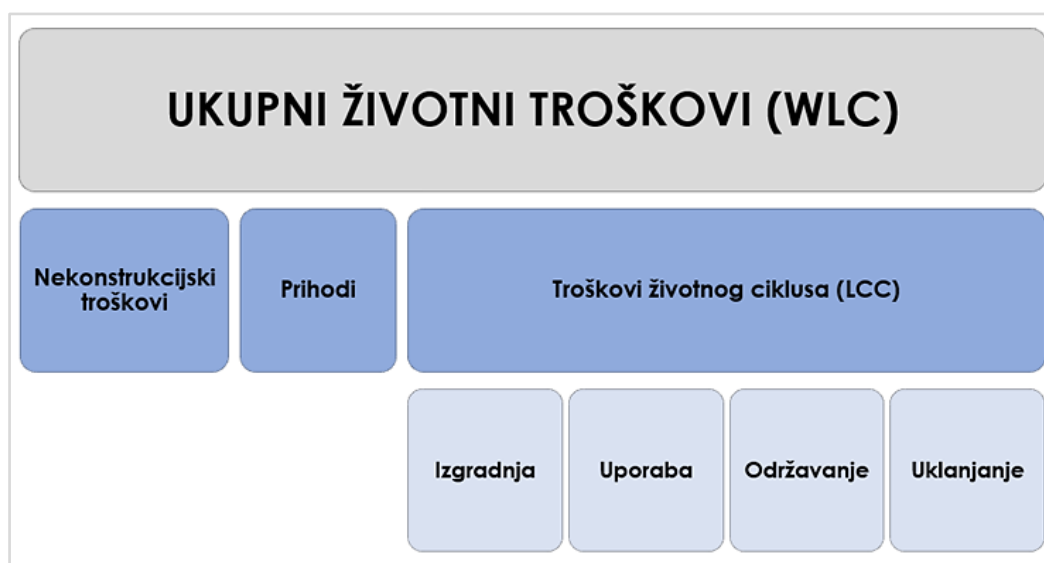 UKUPNI ŽIVOTNI TROŠKOVI (WLC)
Nekonstrukcijski
troškovi
Prihodi
Troškovi životnog ciklusa (LCC)
Izgradnja
Uporaba
Održavanje
Uklanjanje